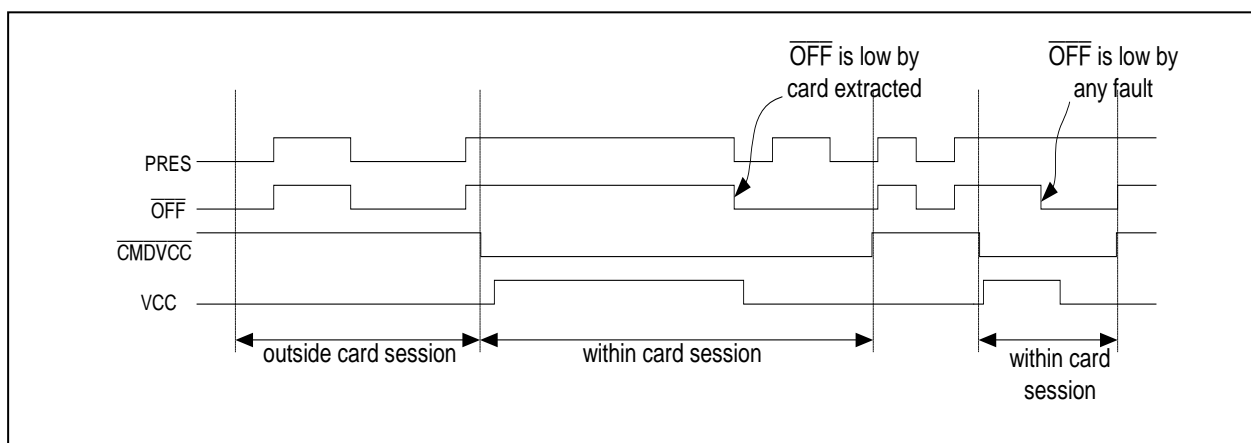 OFF is low by
card extracted
OFF is low by
any fault
PRES
OFF
CMDVCC
VCC
outside card session
within card session
within card
session